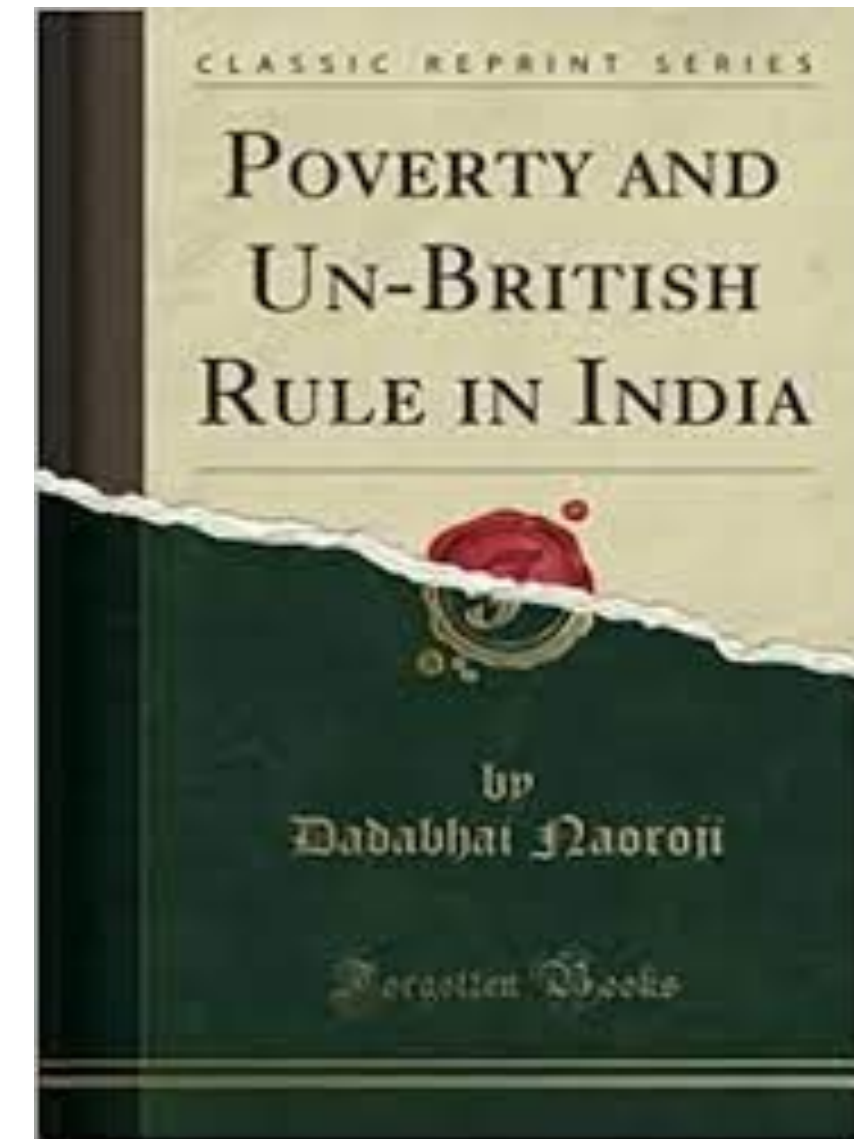 CLASSIC REPRINT SERIES
POVERTY AND
UN-BRITISH
RULE IN INDIA
by
Dadabhai Naoroji
Forgotten Books